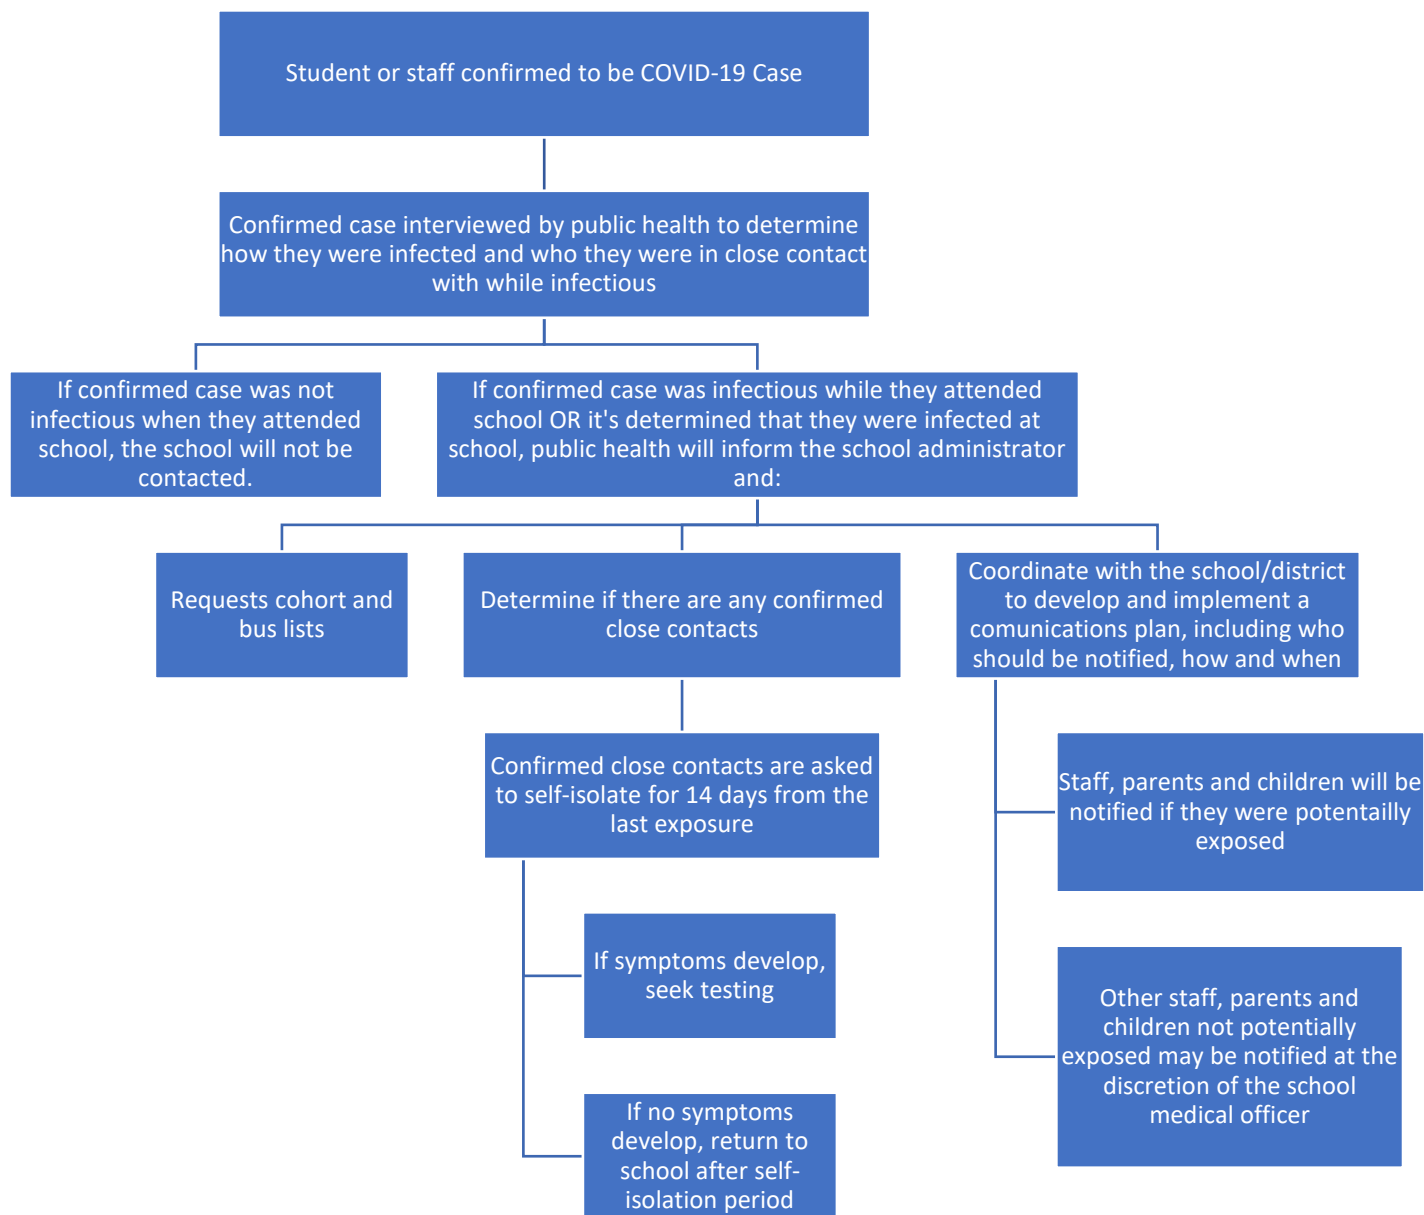 Student or staff confirmed to be COVID-19 Case
Confirmed case interviewed by public health to determine
how they were infected and who they were in close contact
with while infectious
If confirmed case was not
infectious when they attended
school, the school will not be
contacted.
If confirmed case was infectious while they attended
school OR it's determined that they were infected at
school, public health will inform the school administrator
and:
Requests cohort and
bus lists
Determine if there are any confirmed
close contacts
Coordinate with the school/district
to develop and implement a
comunications plan, including who
should be notified, how and when
Confirmed close contacts are asked
to self-isolate for 14 days from the
last exposure
Staff, parents and children will be
notified if they were potentailly
exposed
If symptoms develop,
seek testing
Other staff, parents and
children not potentially
exposed may be notified at the
discretion of the school
medical officer
If no symptoms
develop, return to
school after self-
isolation period